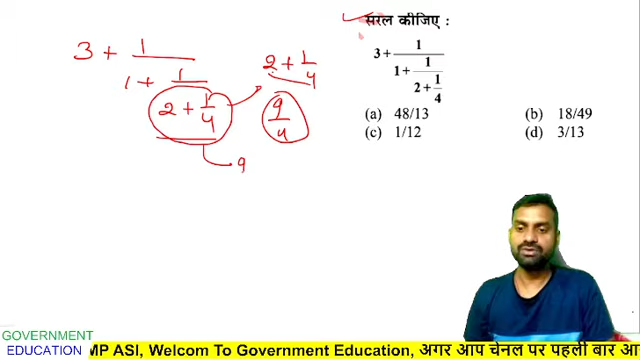 सरल कीजिए :
3 + 1
1 + 1
2 + 1
4
2 + 1
4
9
4
9
3 + 1
1 + 1
2 + 1
4
(a) 48/13 (b) 18/49
(c) 1/12 (d) 3/13
GOVERNMENT
EDUCATION
MP ASI, Welcom To Government Education, अगर आप चेनल पर पहली बार आ